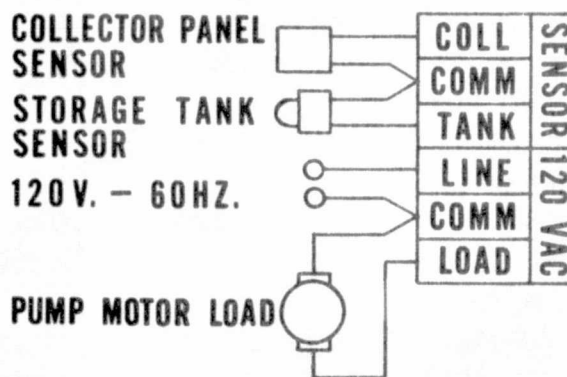 COLLECTOR PANEL
SENSOR
STORAGE TANK
SENSOR
120V. – 60HZ.
PUMP MOTOR LOAD
COLL
COMM
TANK
LINE
COMM
LOAD
SENSOR
120 VAC